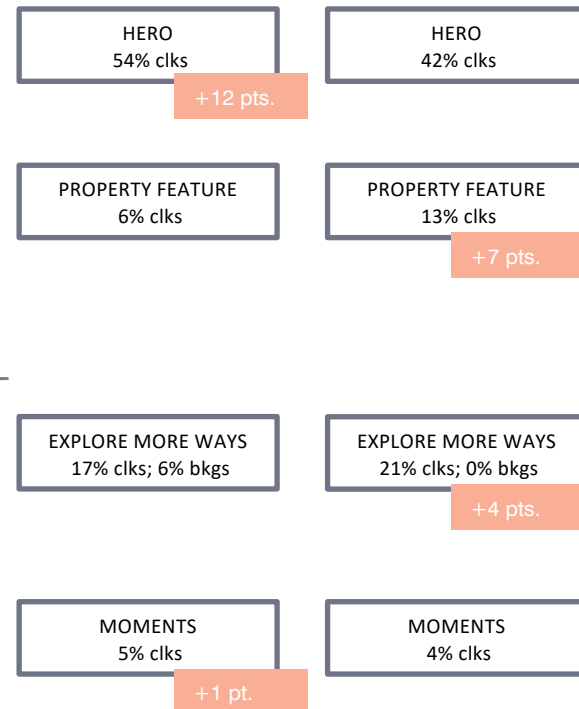 HERO
54% clks
+12 pts.
HERO
42% clks
PROPERTY FEATURE
6% clks
PROPERTY FEATURE
13% clks
+7 pts.
EXPLORE MORE WAYS
17% clks; 6% bkgs
EXPLORE MORE WAYS
21% clks; 0% bkgs
+4 pts.
MOMENTS
5% clks
+1 pt.
MOMENTS
4% clks